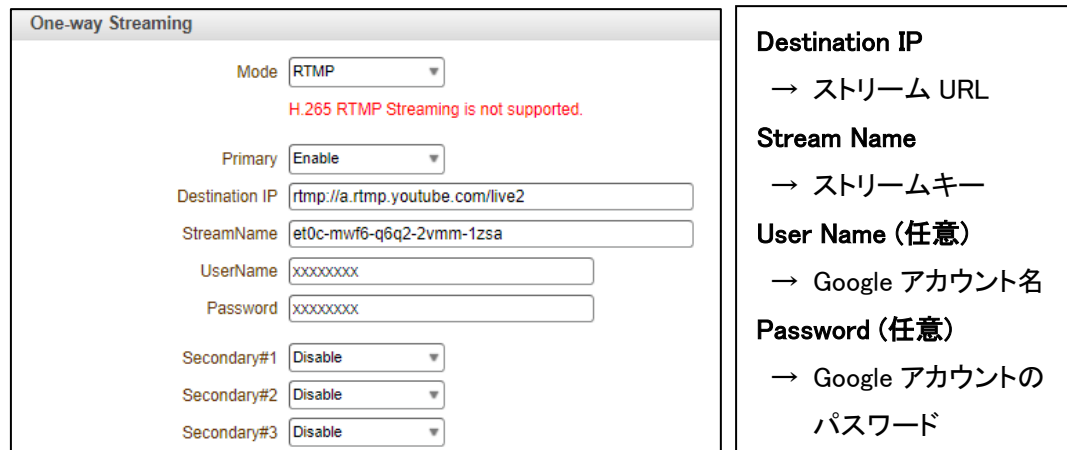 One-way Streaming
Mode RTMP
H.265 RTMP Streaming is not supported.
Primary Enable
Destination IP rtmp://a.rtmp.youtube.com/live2
StreamName et0c-mwf6-q6q2-2vmm-1zsa
UserName xxxxxxxx
Password xxxxxxxx
Secondary#1 Disable
Secondary#2 Disable
Secondary#3 Disable
Destination IP
→ ストリーム URL
Stream Name
→ ストリームキー
User Name (任意)
→ Google アカウント名
Password (任意)
→ Google アカウントの
パスワード